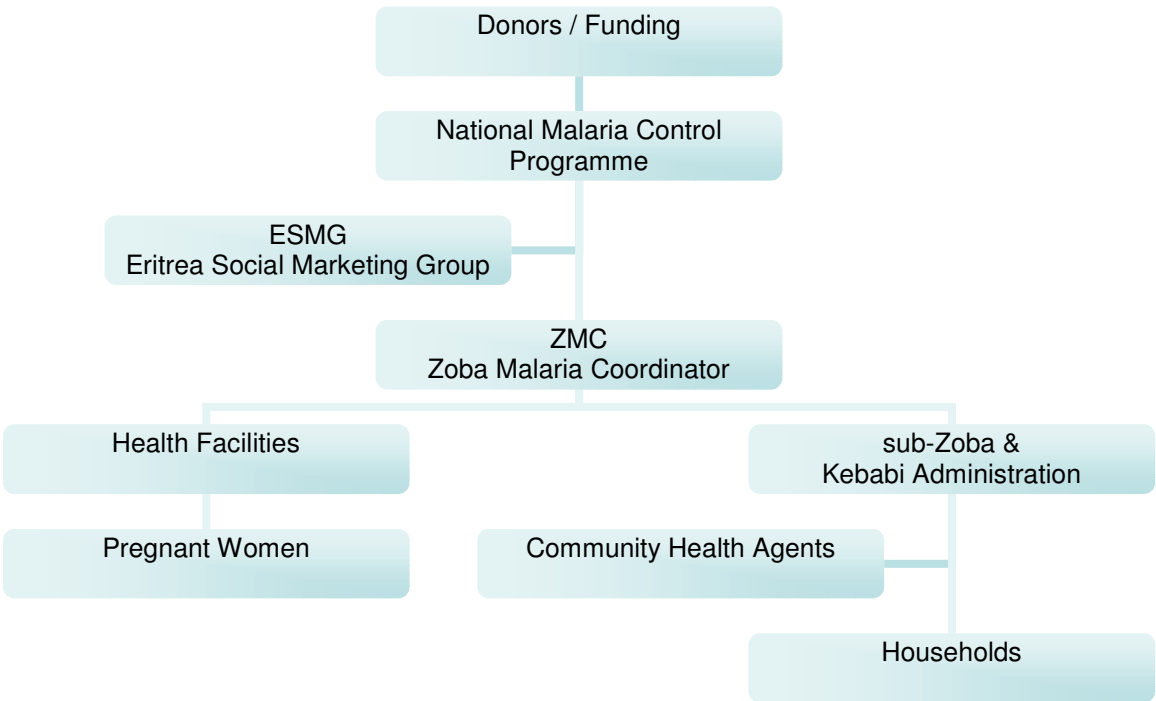 Donors / Funding
National Malaria Control
Programme
ESMG
Eritrea Social Marketing Group
ZMC
Zoba Malaria Coordinator
Health Facilities
sub-Zoba &
Kebabi Administration
Pregnant Women
Community Health Agents
Households